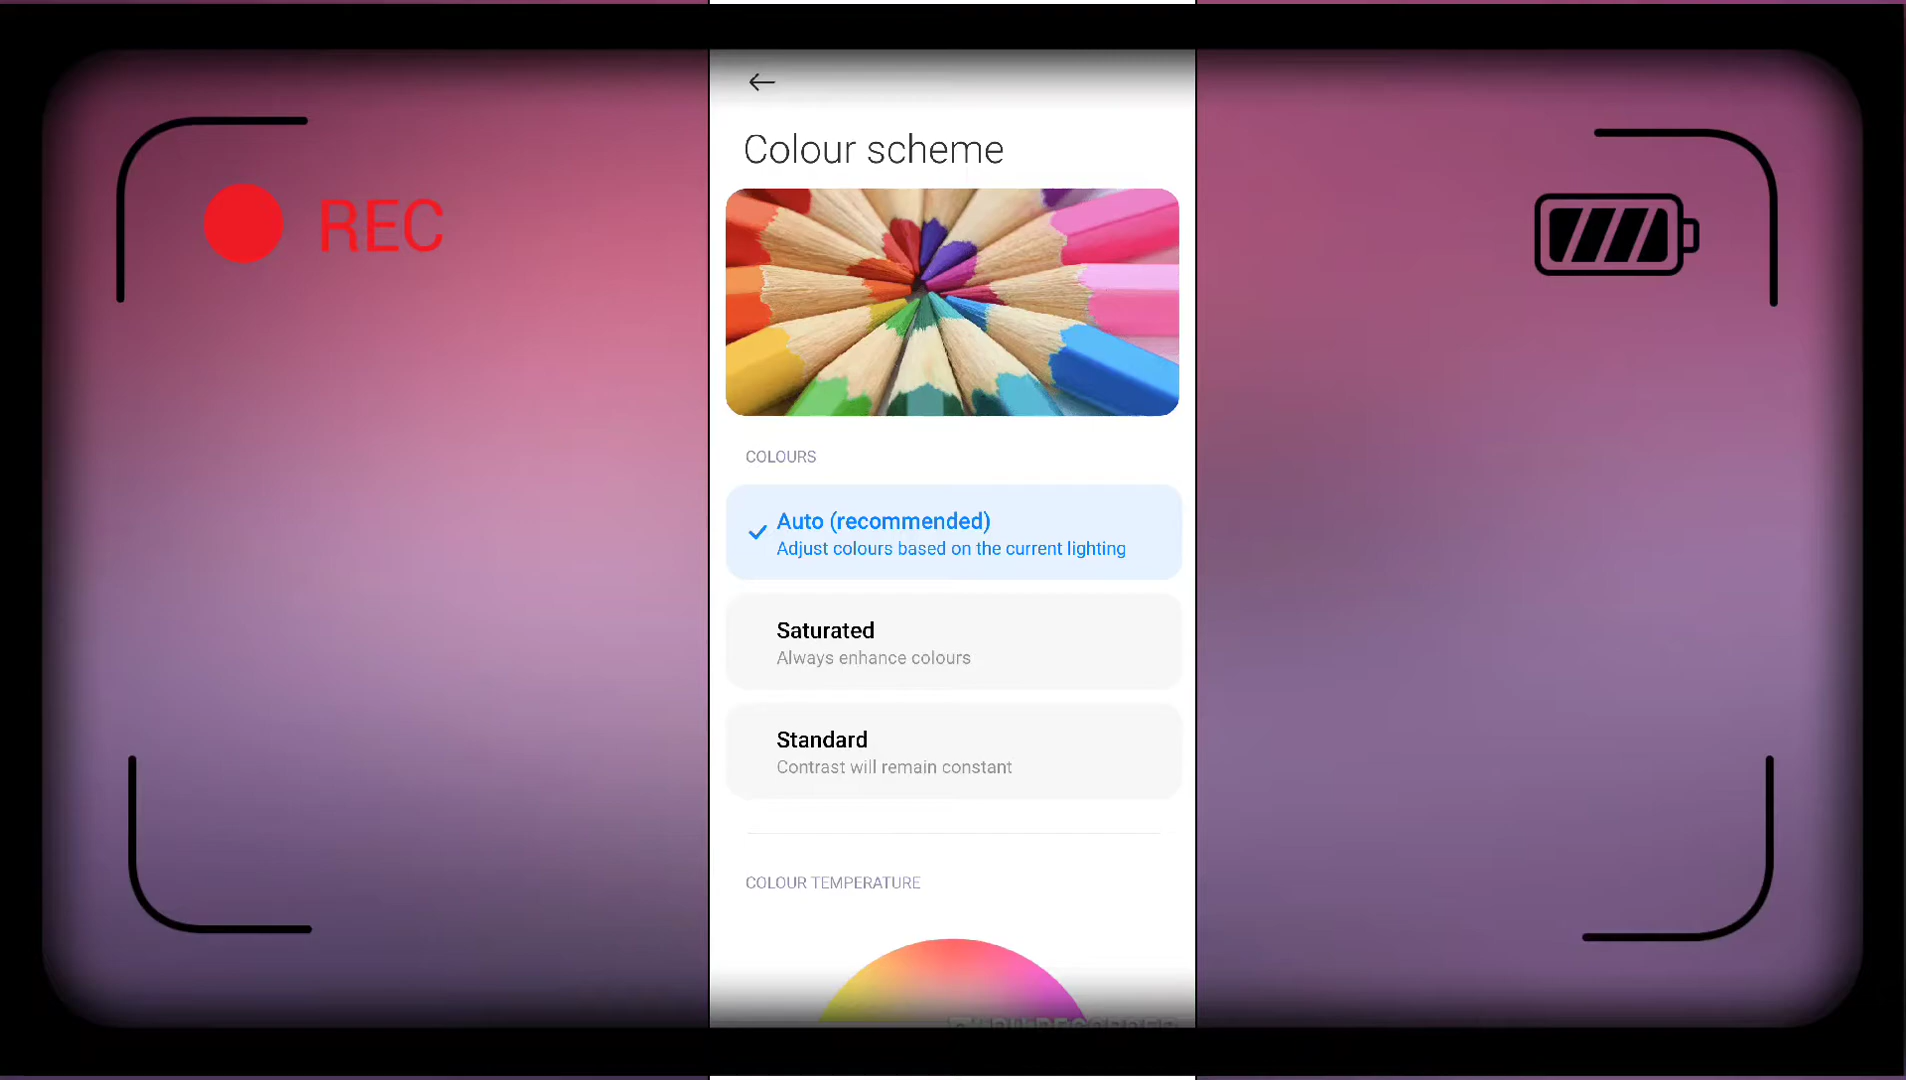 Colour scheme
REC
COLOURS
Auto (recommended)
Adjust colours based on the current lighting
Saturated
Always enhance colours
Standard
Contrast will remain constant
COLOUR TEMPERATURE